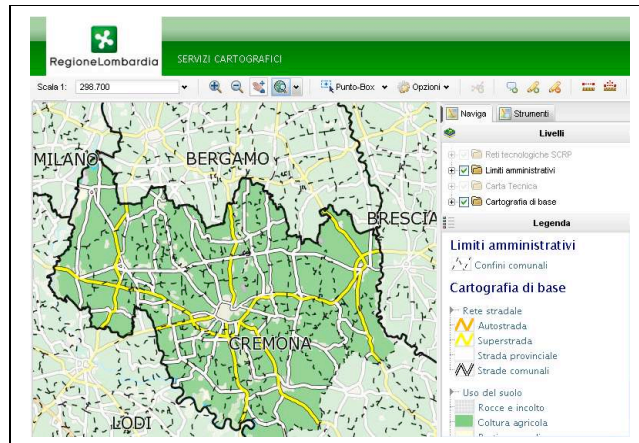 RegioneLombardia
SERVIZI CARTOGRAFICI
Scala 1: 298.700
Punto-Box
Opzioni
Naviga
Strumenti
Livelli
Reti tecnologiche SCRP
Limiti amministrativi
Carta Tecnica
Cartografia di base
Legenda
Limiti amministrativi
Confini comunali
Cartografia di base
Rete stradale
Autostrada
Superstrada
Strada provinciale
Strade comunali
Uso del suolo
Rocce e incolto
Coltura agricola
MILANO
BERGAMO
BRESCIA
CREMONA
LODI